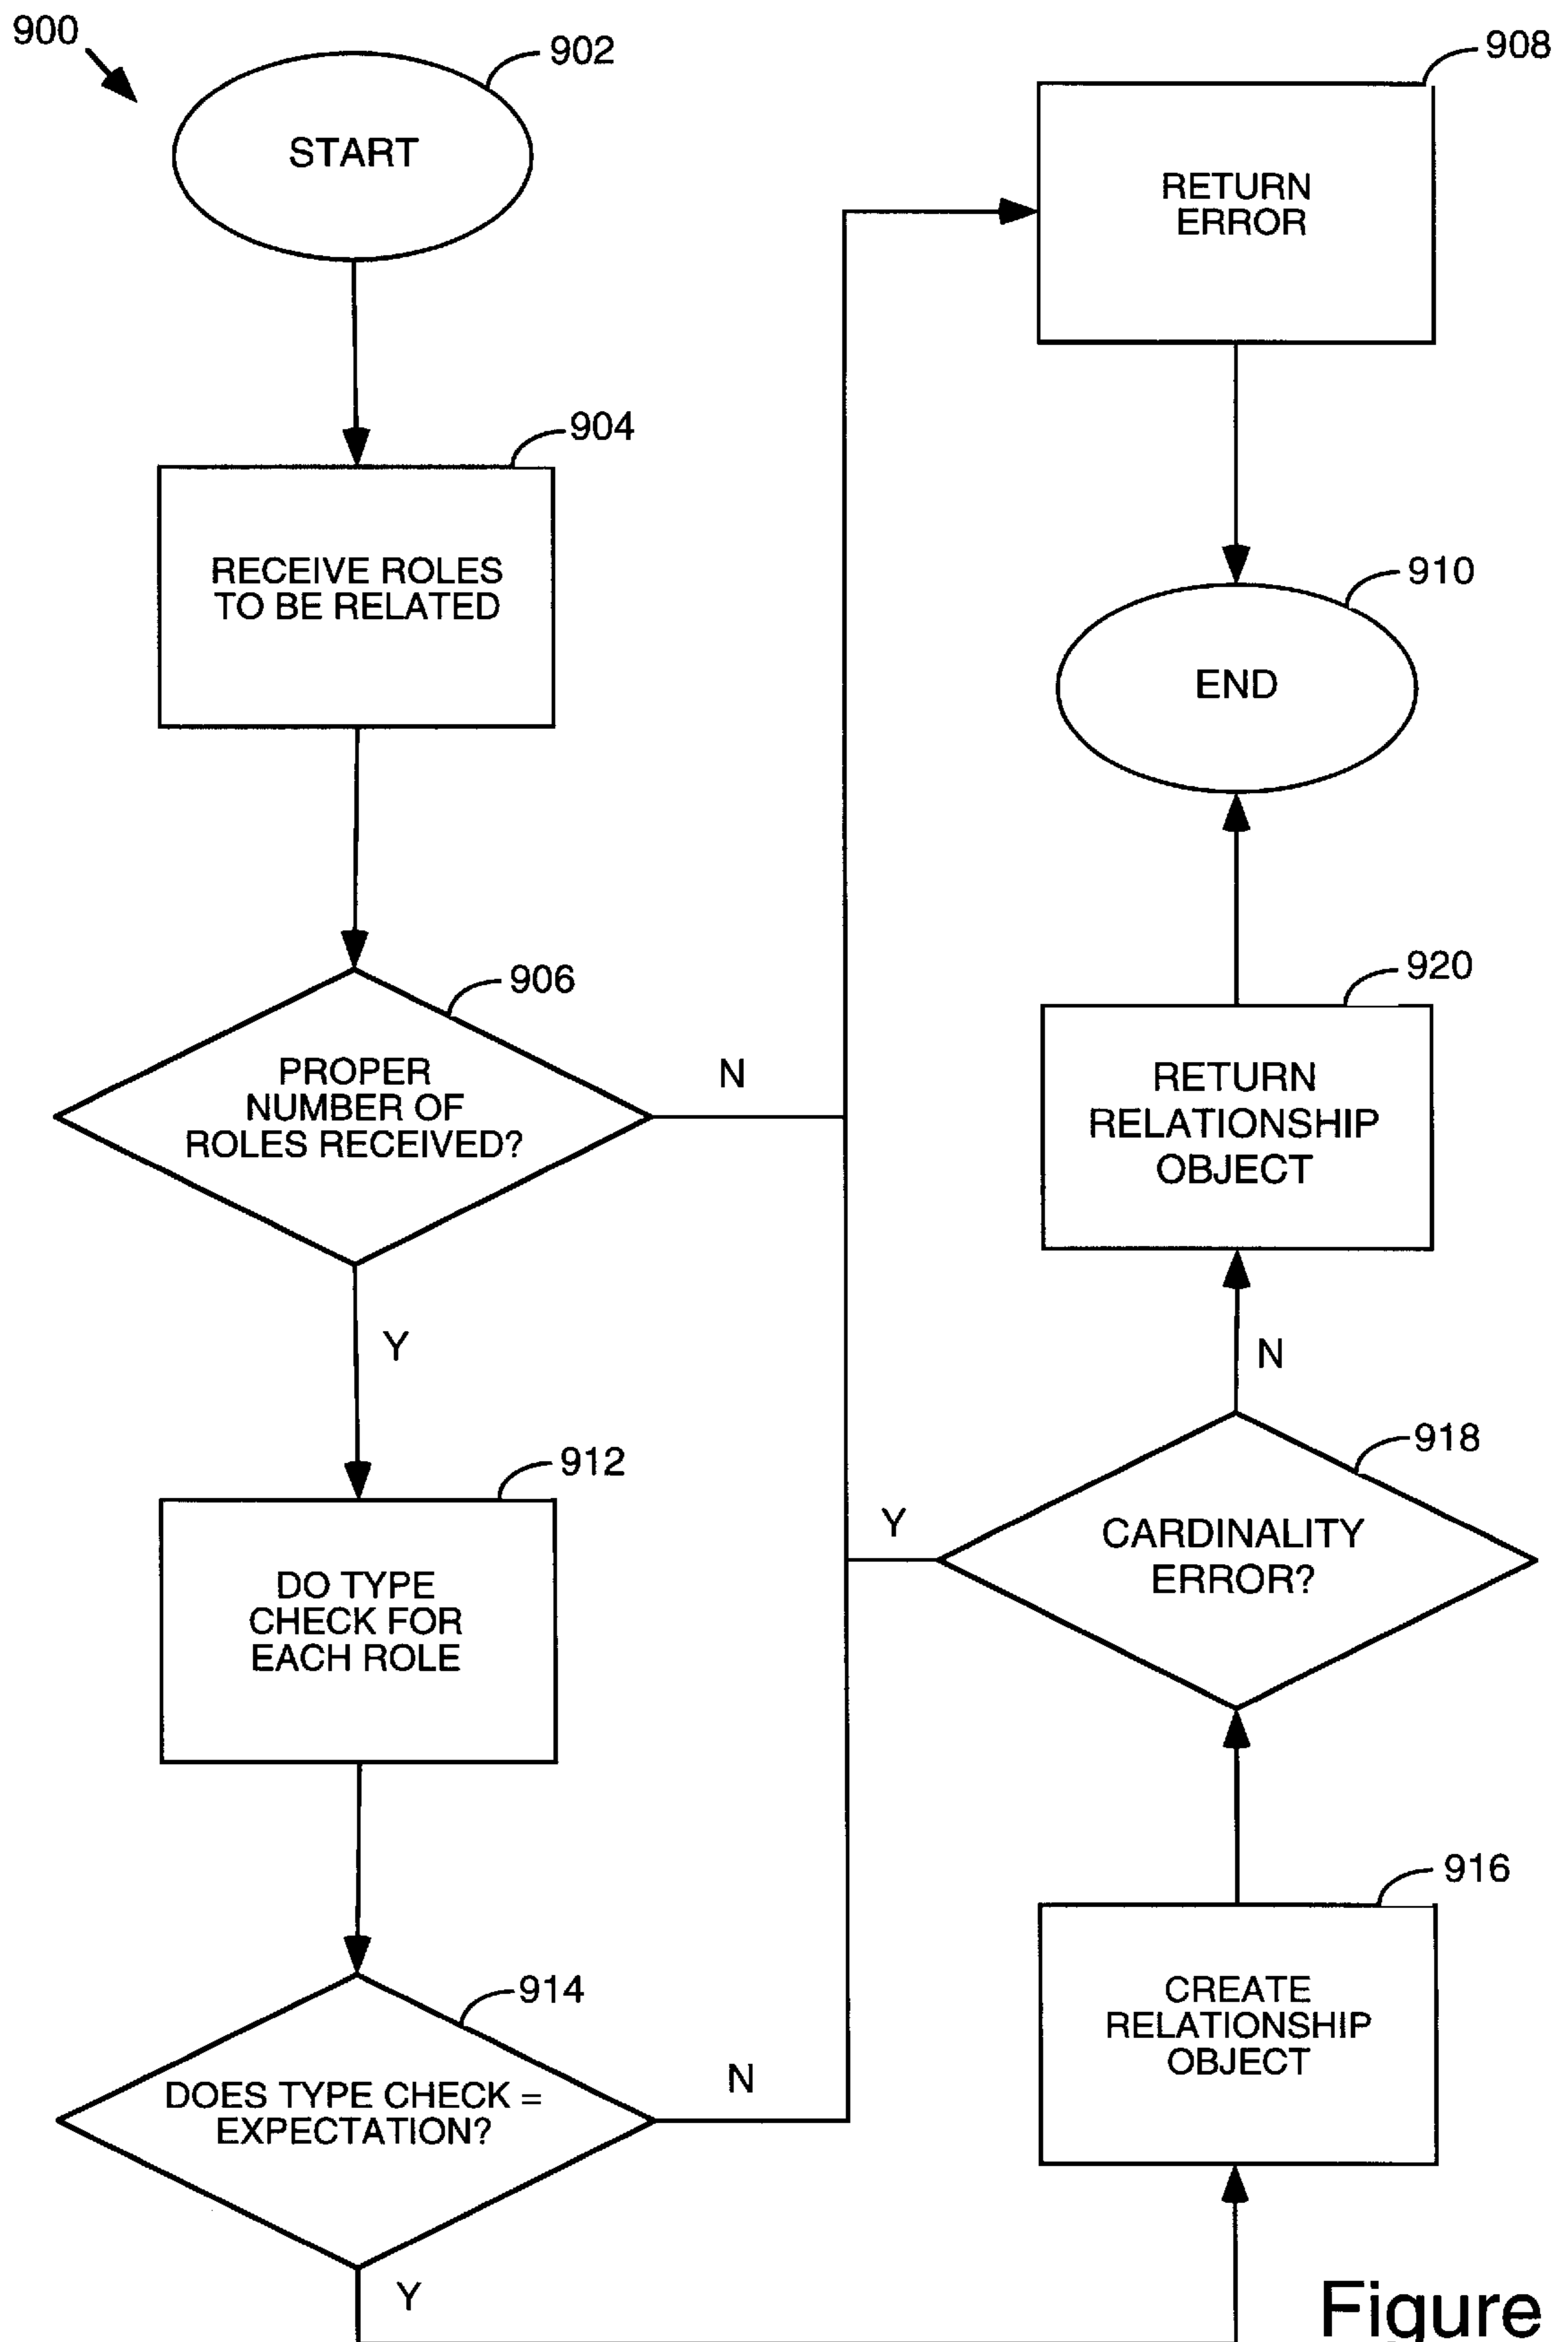 900
902
START
904
RECEIVE ROLES
TO BE RELATED
906
PROPER
NUMBER OF
ROLES RECEIVED?
N
Y
912
DO TYPE
CHECK FOR
EACH ROLE
914
DOES TYPE CHECK =
EXPECTATION?
N
Y
908
RETURN
ERROR
910
END
920
RETURN
RELATIONSHIP
OBJECT
N
918
CARDINALITY
ERROR?
Y
916
CREATE
RELATIONSHIP
OBJECT
Figure